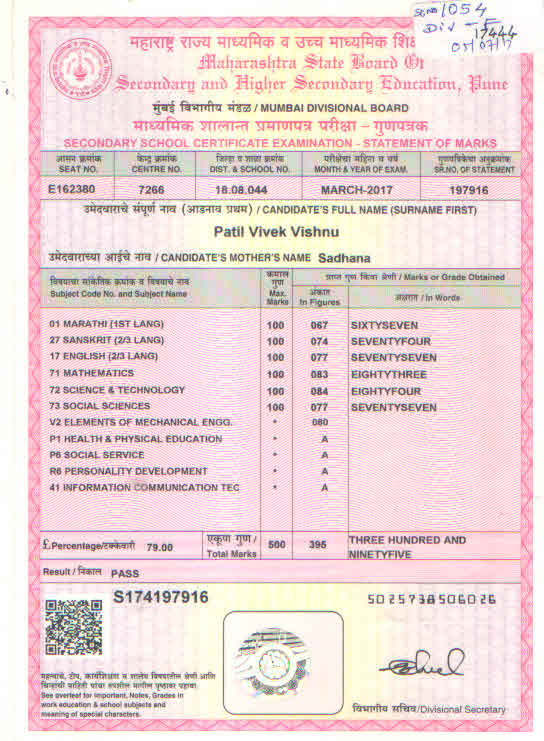 SC NO 1054
Div - F
17444
05/07/17
महाराष्ट्र राज्य माध्यमिक व उच्च माध्यमिक
Maharashtra State Board Of
Secondary and Higher Secondary Education, Pune
मुंबई विभागीय मंडळ / MUMBAI DIVISIONAL BOARD
माध्यमिक शालान्त प्रमाणपत्र परीक्षा - गुणपत्रक
SECONDARY SCHOOL CERTIFICATE EXAMINATION - STATEMENT OF MARKS
आसन क्रमांक केन्द्र क्रमांक जिल्हा व शाळा क्रमांक परीक्षेचा महिना व वर्ष गुणपत्रिकेचा अनुक्रमांक
SEAT NO. CENTRE NO. DIST. & SCHOOL NO. MONTH & YEAR OF EXAM. SR.NO. OF STATEMENT
E162380 7266 18.08.044 MARCH-2017 197916
उमेदवाराचे संपूर्ण नाव (आडनाव प्रथम) / CANDIDATE'S FULL NAME (SURNAME FIRST)
Patil Vivek Vishnu
उमेदवाराच्या आईचे नाव / CANDIDATE'S MOTHER'S NAME Sadhana
विषयाचा सांकेतिक क्रमांक व विषयाचे नाव
Subject Code No. and Subject Name
कमाल
गुण
Max.
Marks
प्राप्त गुण किंवा श्रेणी / Marks or Grade Obtained
अंकात
In Figures
अक्षरात / In Words
01 MARATHI (1ST LANG) 100 067 SIXTYSEVEN
27 SANSKRIT (2/3 LANG) 100 074 SEVENTYFOUR
17 ENGLISH (2/3 LANG) 100 077 SEVENTYSEVEN
71 MATHEMATICS 100 083 EIGHTYTHREE
72 SCIENCE & TECHNOLOGY 100 084 EIGHTYFOUR
73 SOCIAL SCIENCES 100 077 SEVENTYSEVEN
V2 ELEMENTS OF MECHANICAL ENGG. * 080
P1 HEALTH & PHYSICAL EDUCATION * A
P6 SOCIAL SERVICE * A
R6 PERSONALITY DEVELOPMENT * A
41 INFORMATION COMMUNICATION TEC * A
£.Percentage/टक्केवारी 79.00
एकूण गुण /
Total Marks
500 395 THREE HUNDRED AND
NINETYFIVE
Result / निकाल PASS
S174197916
5025738506026
महत्वाचे, टीप, कार्यशिक्षण व शालेय विषयातील श्रेणी आणि
चिन्हांची माहिती यांचा तपशील मागील पृष्ठावर पहावा.
See overleaf for Important, Notes, Grades in
work education & school subjects and
meaning of special characters.
विभागीय सचिव/Divisional Secretary